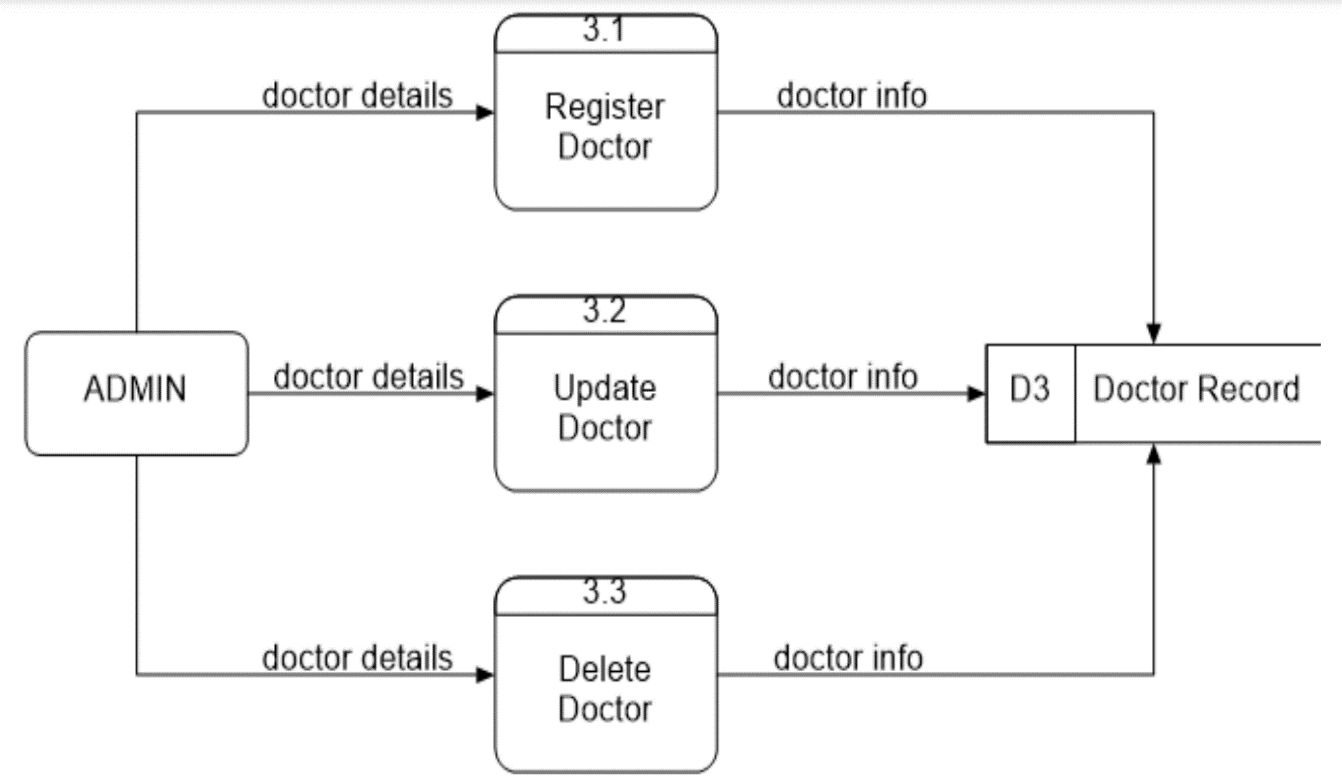 3.1
doctor details
Register
Doctor
doctor info
3.2
ADMIN
doctor details
Update
Doctor
doctor info
D3
Doctor Record
3.3
doctor details
Delete
Doctor
doctor info